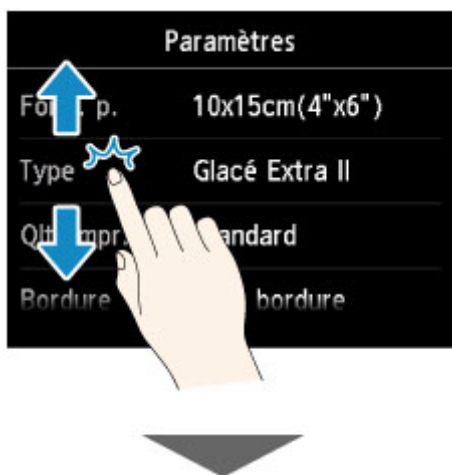 Paramètres
p. 10x15cm(4"x6")
Type Glacé Extra II
Bordure bordure